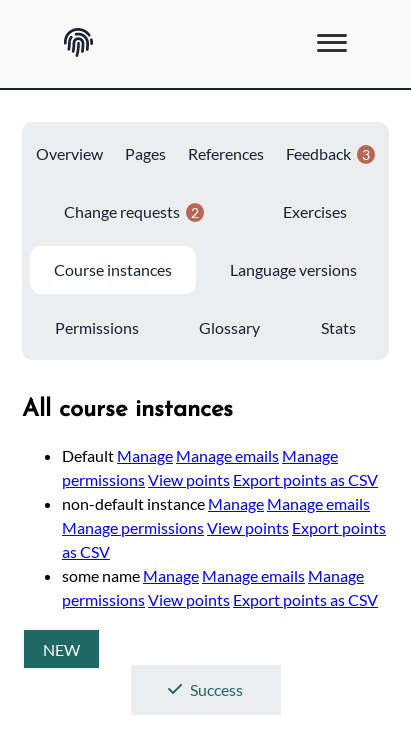 Overview Pages References Feedback 3
Change requests 2 Exercises
Course instances Language versions
Permissions Glossary Stats
All course instances
• Default Manage Manage emails Manage
permissions View points Export points as CSV
• non-default instance Manage Manage emails
Manage permissions View points Export points
as CSV
• some name Manage Manage emails Manage
permissions View points Export points as CSV
NEW
Success